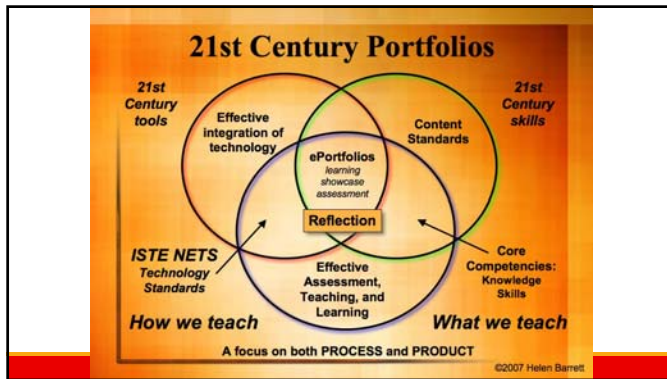 21st Century Portfolios
21st
Century
tools
Effective
integration of
technology
Content
Standards
21st
Century
skills
ePortfolios
learning
showcase
assessment
Reflection
ISTE NETS
Technology
Standards
Effective
Assessment,
Teaching, and
Learning
Core
Competencies:
Knowledge
Skills
How we teach
What we teach
A focus on both PROCESS and PRODUCT
©2007 Helen Barrett